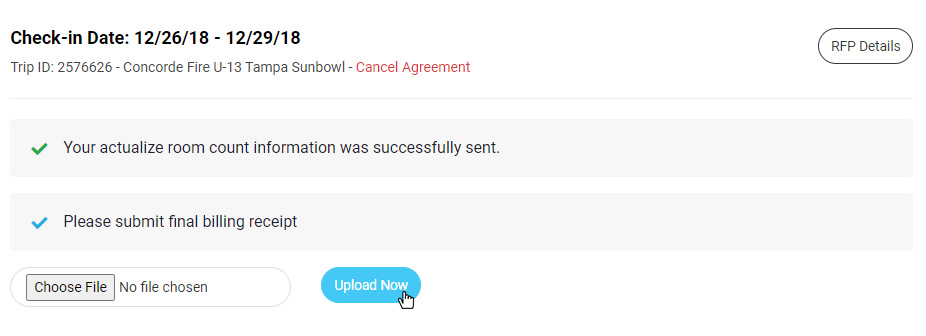 Check-in Date: 12/26/18 - 12/29/18
RFP Details
Trip ID: 2576626 - Concorde Fire U-13 Tampa Sunbowl - Cancel Agreement
Your actualize room count information was successfully sent.
Please submit final billing receipt
Choose File No file chosen
Upload Now